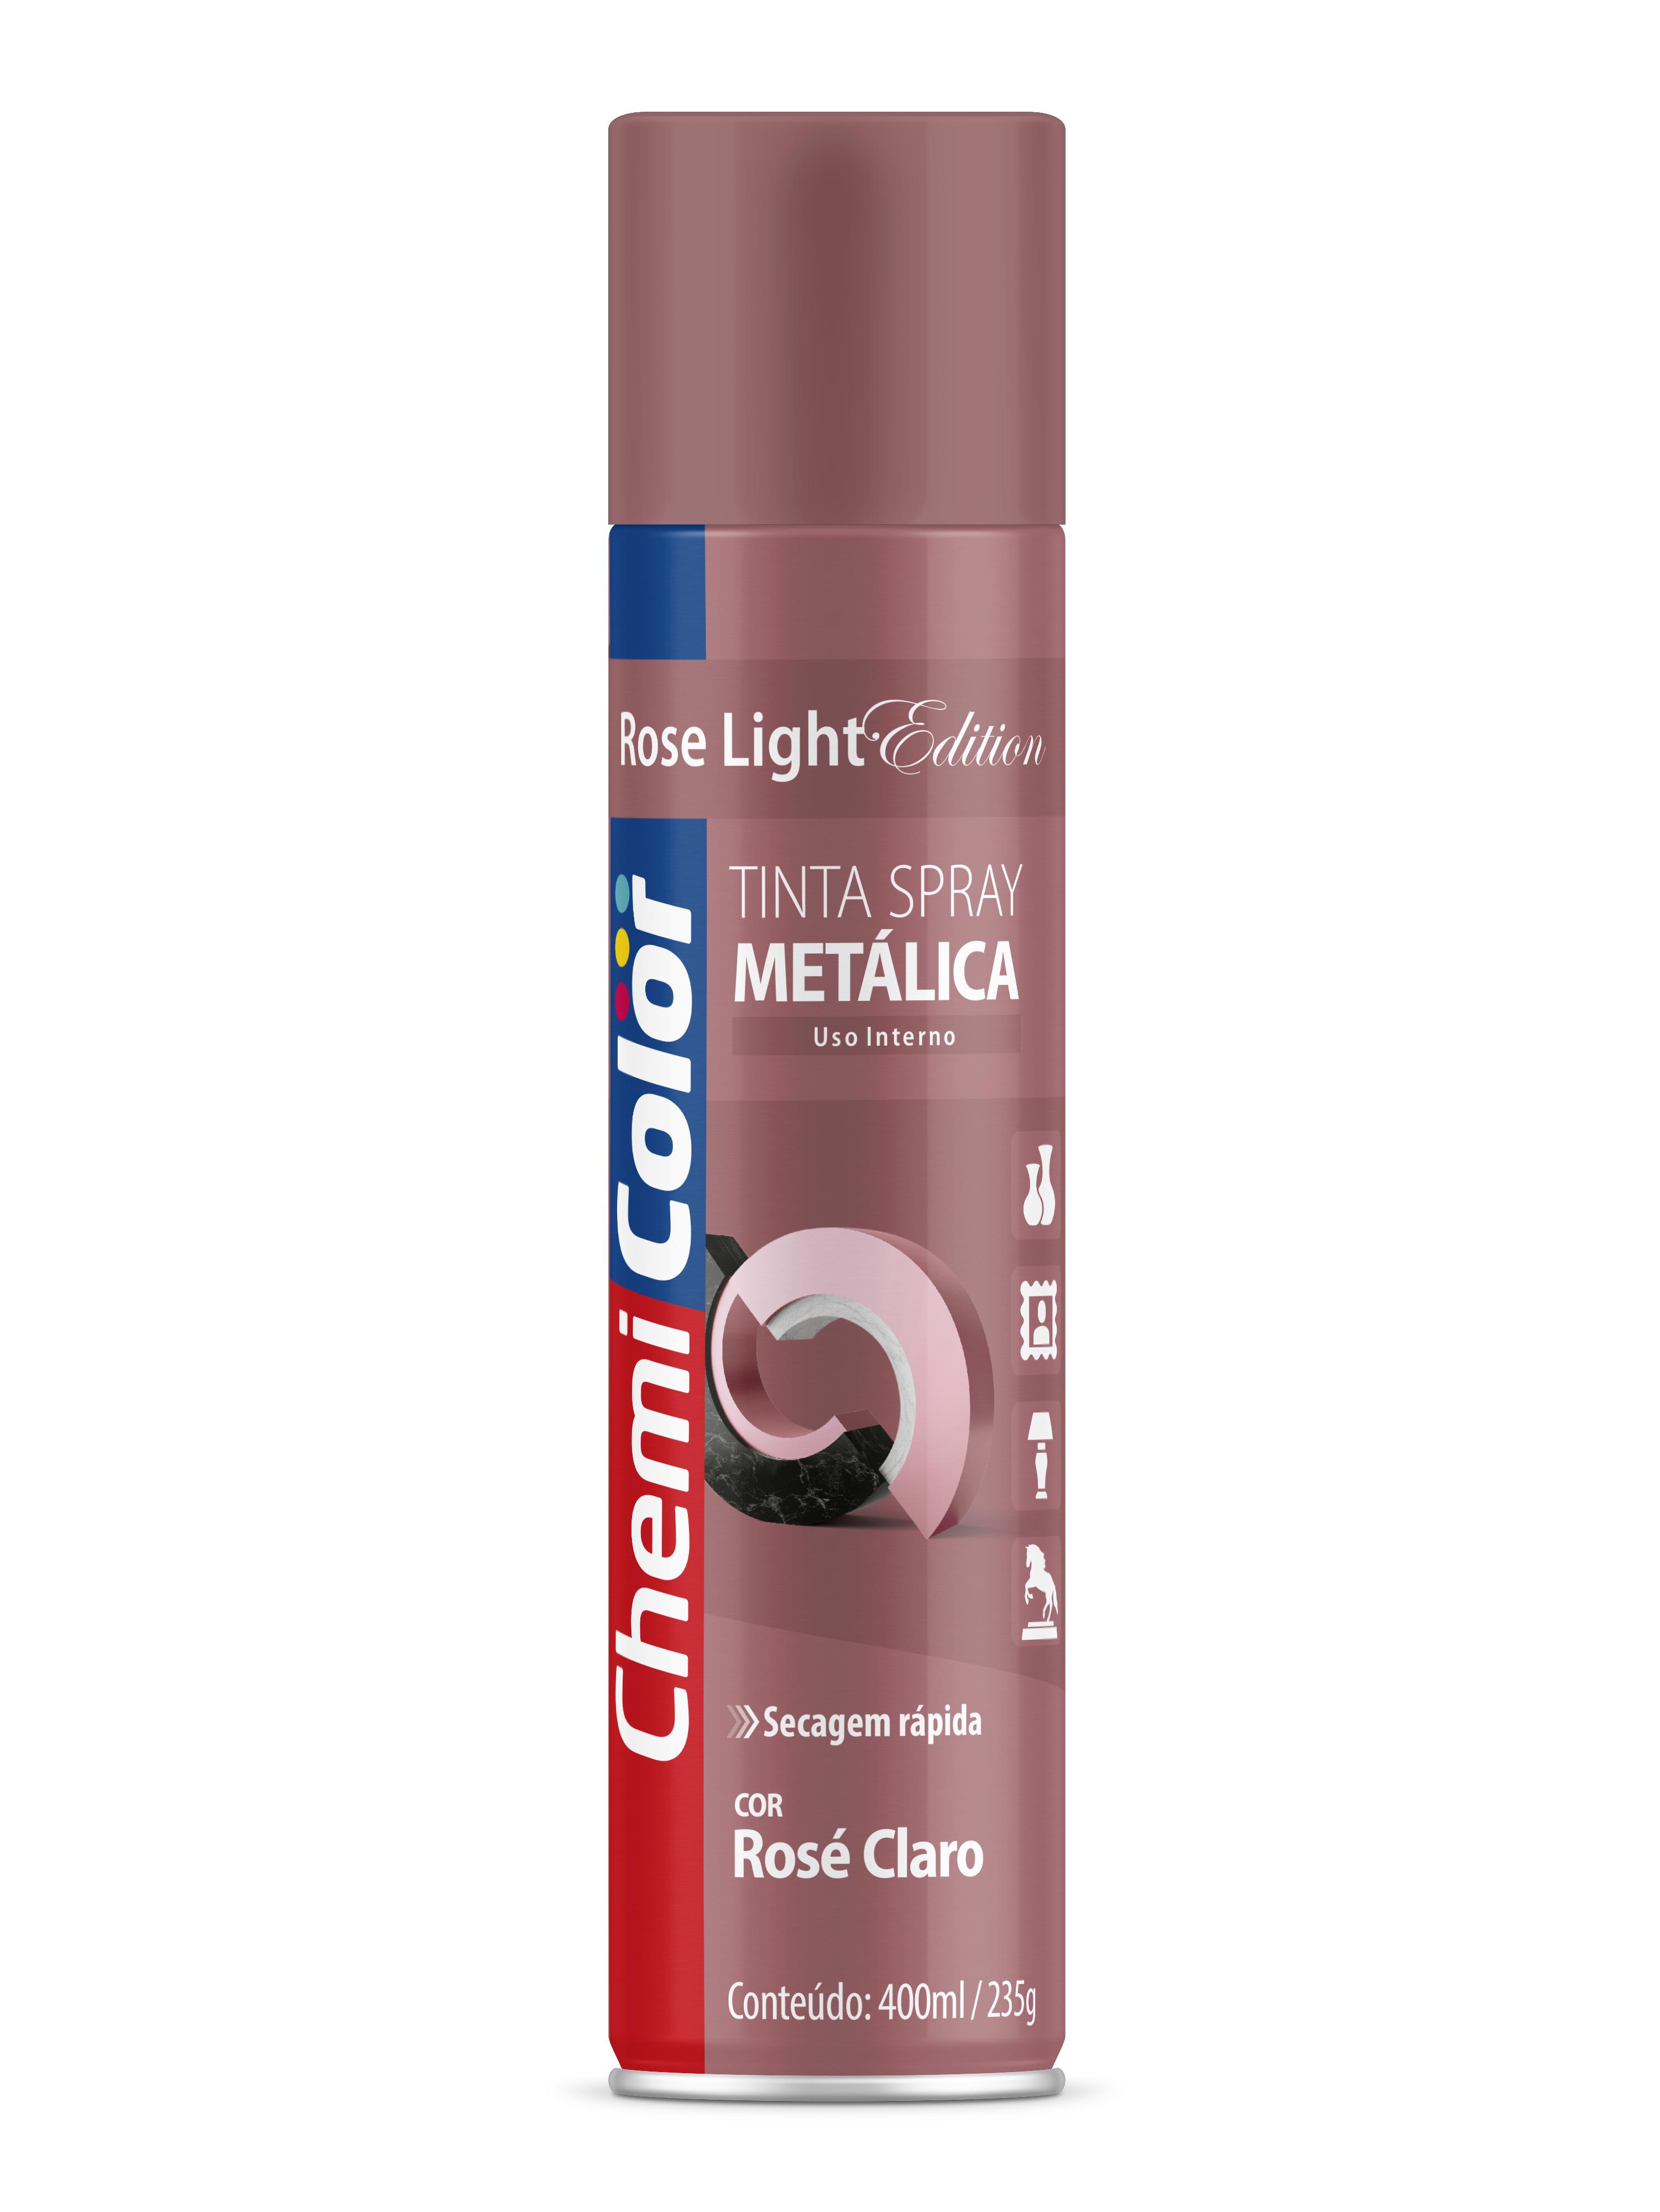 Rose Light Edition
TINTA SPRAY
METÁLICA
Uso Interno
ChemiColor
Secagem rápida
COR
Rosé Claro
Conteúdo: 400ml / 235g